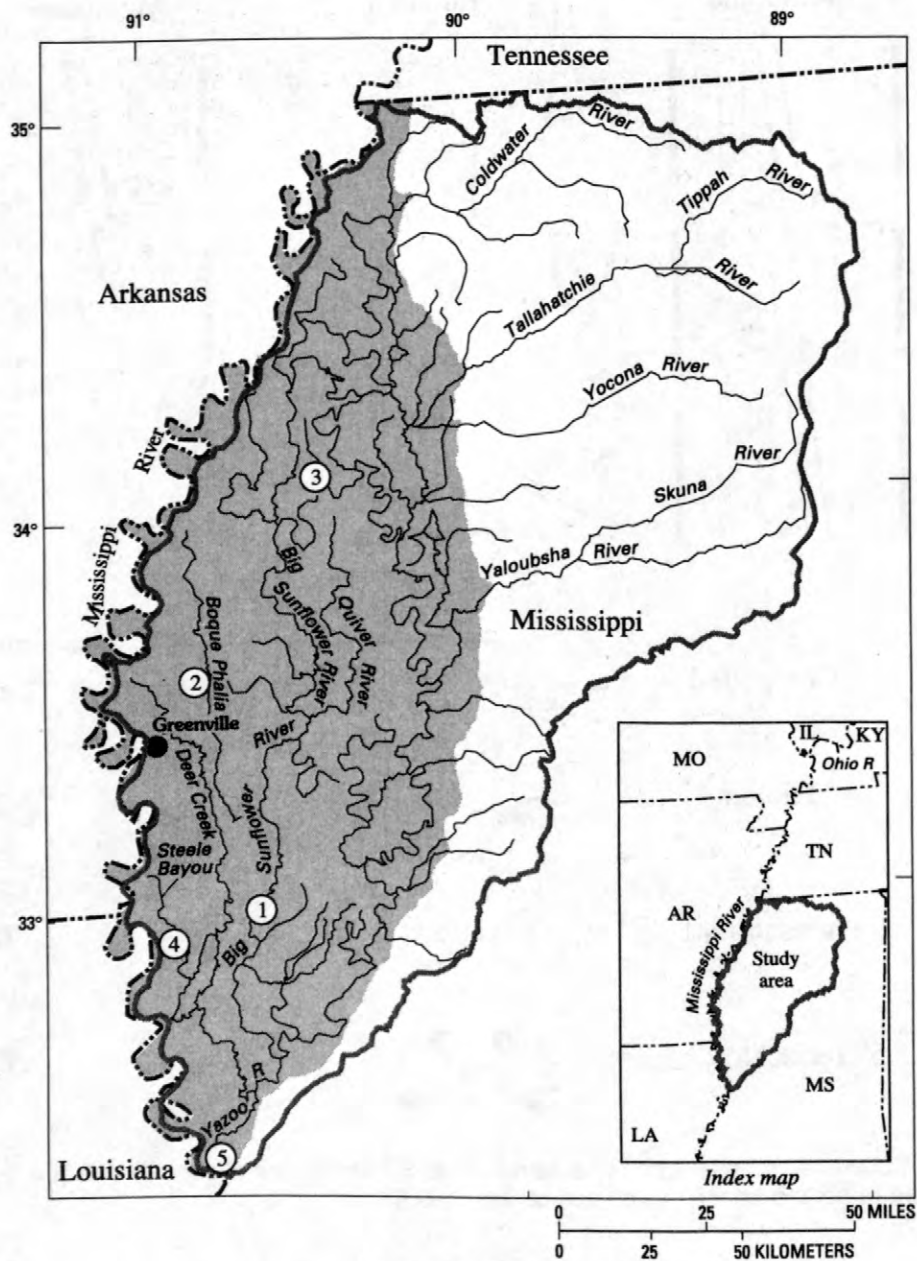 91° 90° 89°
Tennessee
35°
Coldwater River
Tippah River
Arkansas
Tallahatchie River
Yocona River
River
Mississippi
3
Skuna River
34°
Yaloubsha River
Big Sunflower River
Quiver River
Boque Phalia
Mississippi
2
Greenville
River
Deer Creek
Sunflower
Steele
Bayou
33°
1
Big
4
Yazoo R
5
Louisiana
IL KY
MO Ohio R
TN
AR
Mississippi River
Study
area
MS
LA
Index map
0 25 50 MILES
0 25 50 KILOMETERS